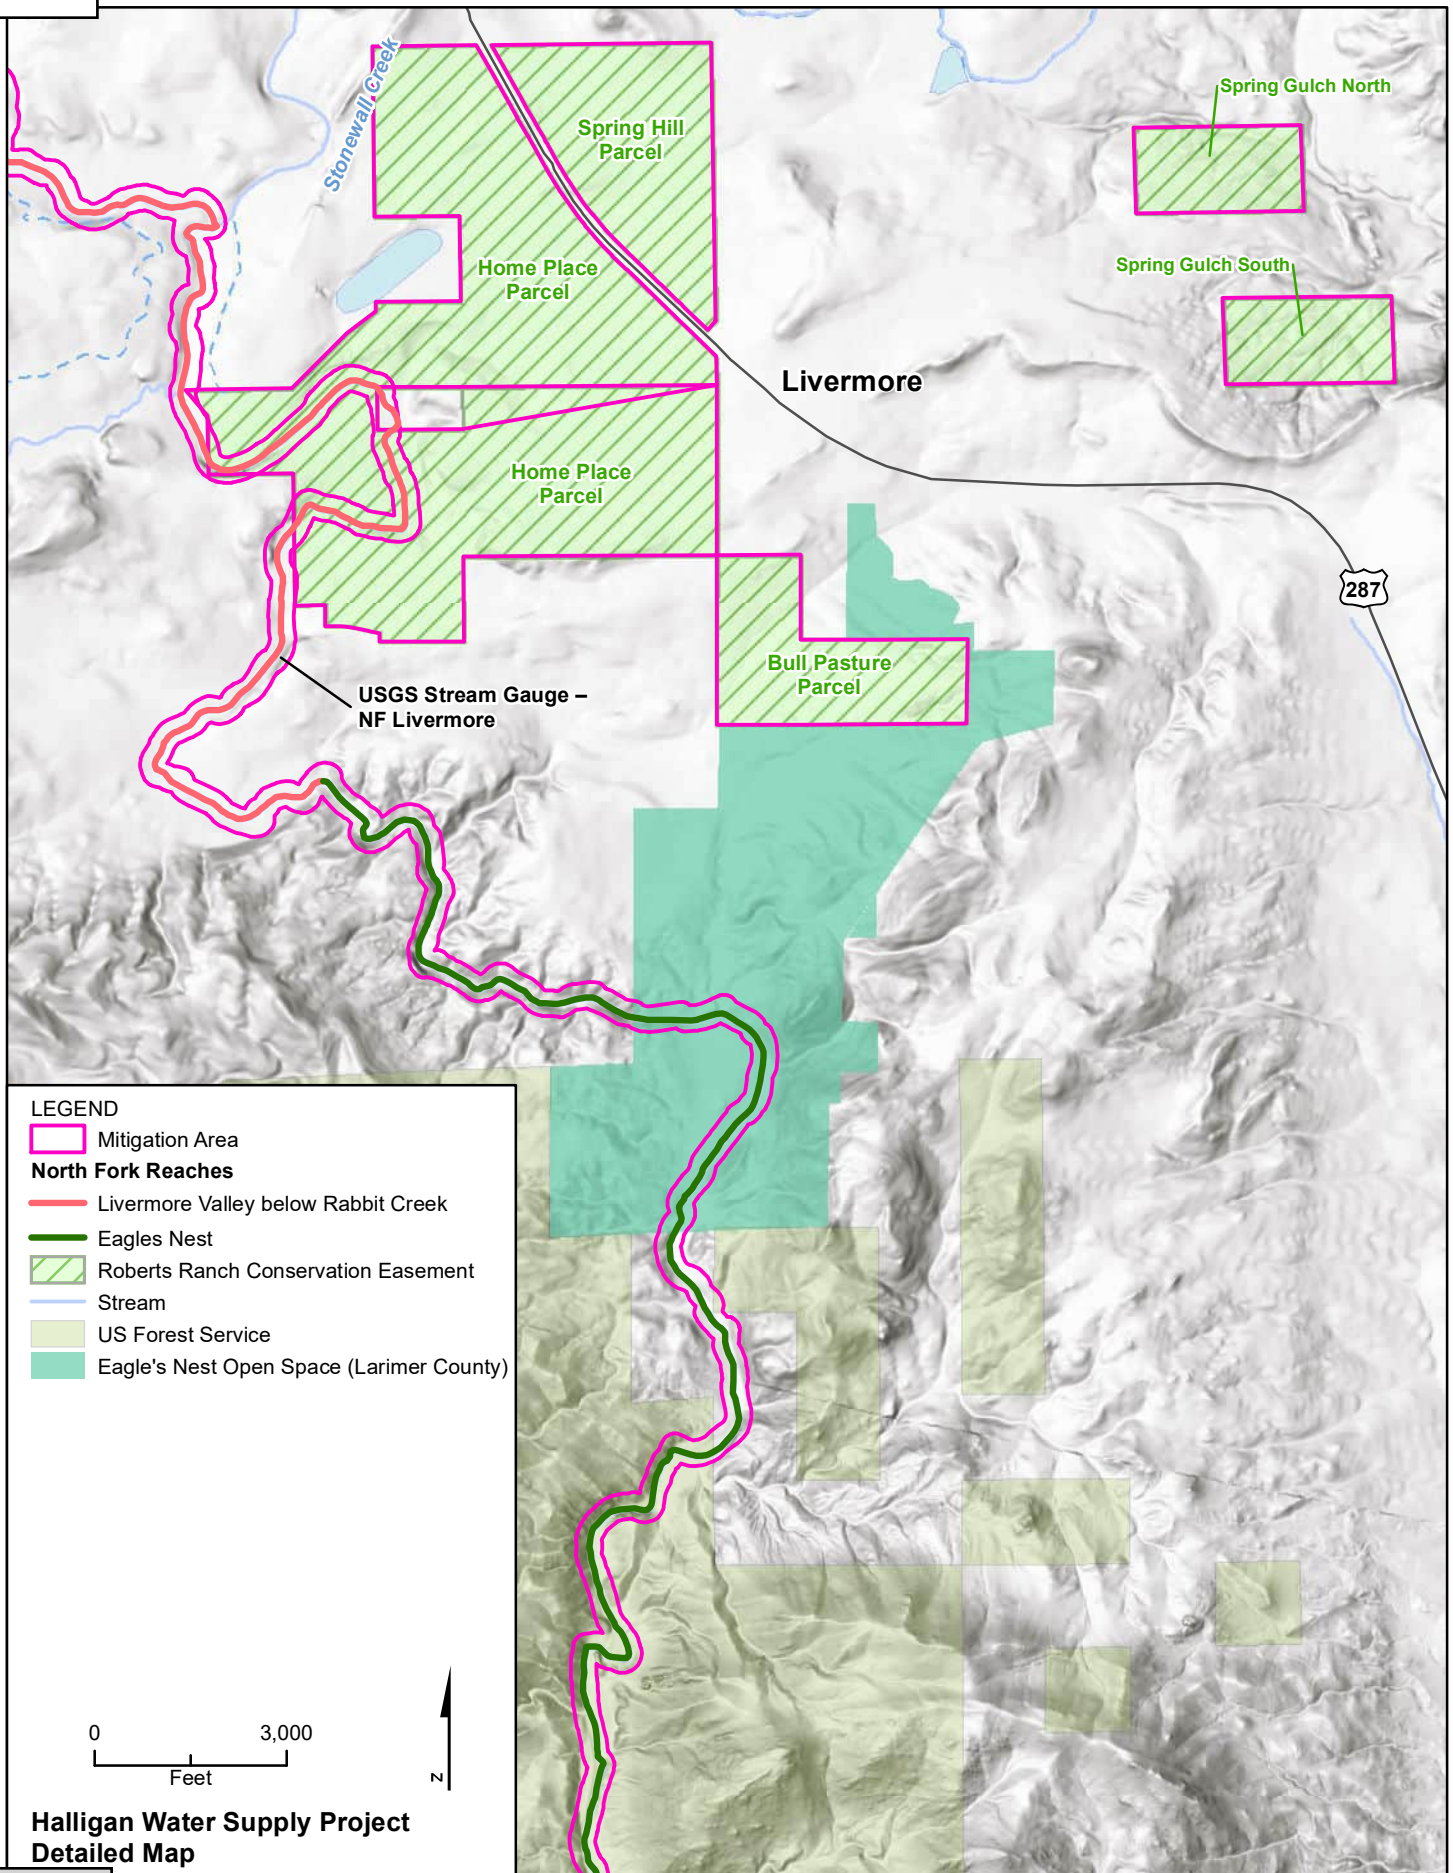 Stonewall Creek
Spring Hill
Parcel
Spring Gulch North
Home Place
Parcel
Spring Gulch South
Livermore
Home Place
Parcel
287
Bull Pasture
Parcel
USGS Stream Gauge –
NF Livermore
LEGEND
Mitigation Area
North Fork Reaches
Livermore Valley below Rabbit Creek
Eagles Nest
Roberts Ranch Conservation Easement
Stream
US Forest Service
Eagle's Nest Open Space (Larimer County)
0 3,000
Feet
N
Halligan Water Supply Project
Detailed Map